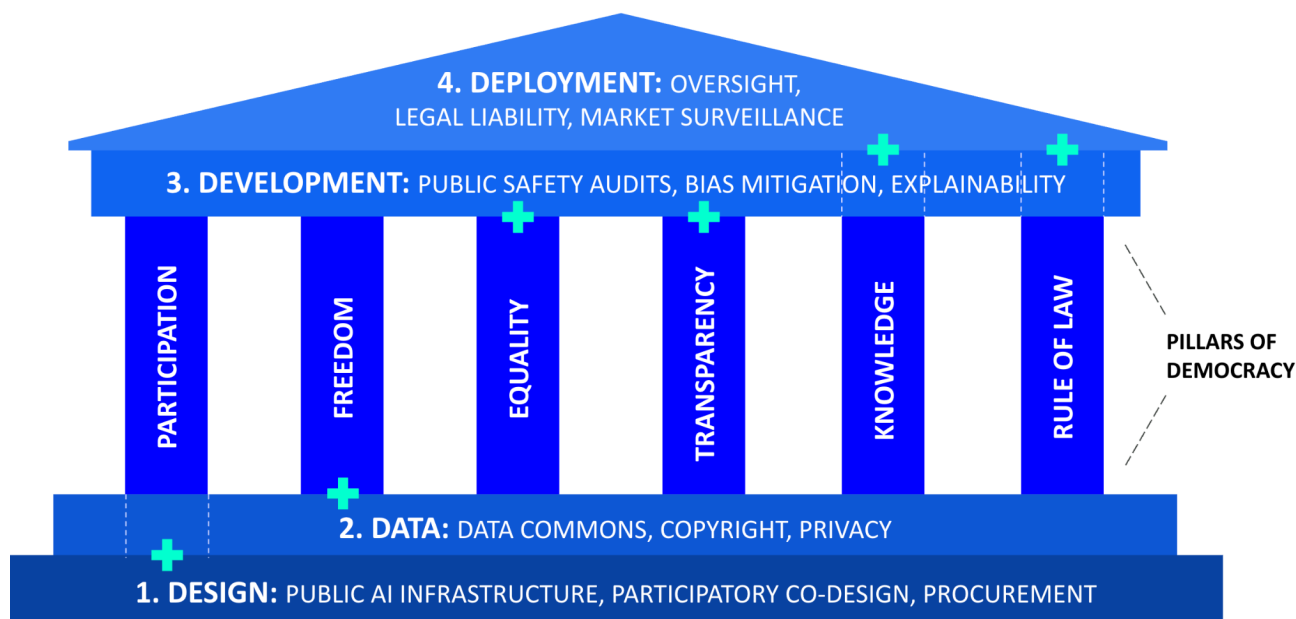 4. DEPLOYMENT: OVERSIGHT,
LEGAL LIABILITY, MARKET SURVEILLANCE
3. DEVELOPMENT: PUBLIC SAFETY AUDITS, BIAS MITIGATION, EXPLAINABILITY
PARTICIPATION
FREEDOM
EQUALITY
TRANSPARENCY
KNOWLEDGE
RULE OF LAW
PILLARS OF
DEMOCRACY
2. DATA: DATA COMMONS, COPYRIGHT, PRIVACY
1. DESIGN: PUBLIC AI INFRASTRUCTURE, PARTICIPATORY CO-DESIGN, PROCUREMENT